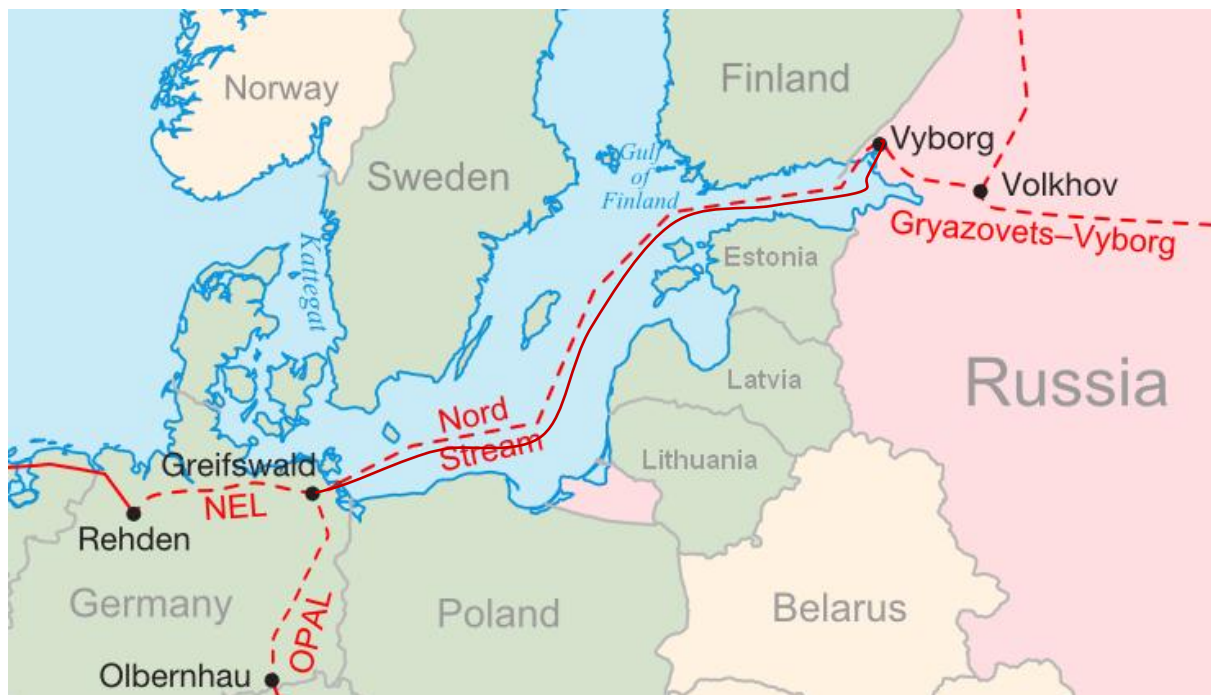 Norway
Finland
Sweden
Gulf
of
Finland
Vyborg
Volkhov
Gryazovets–Vyborg
Kattegat
Estonia
Latvia
Russia
Nord
Stream
Lithuania
Greifswald
NEL
Rehden
Germany
OPAL
Poland
Belarus
Olbernhau